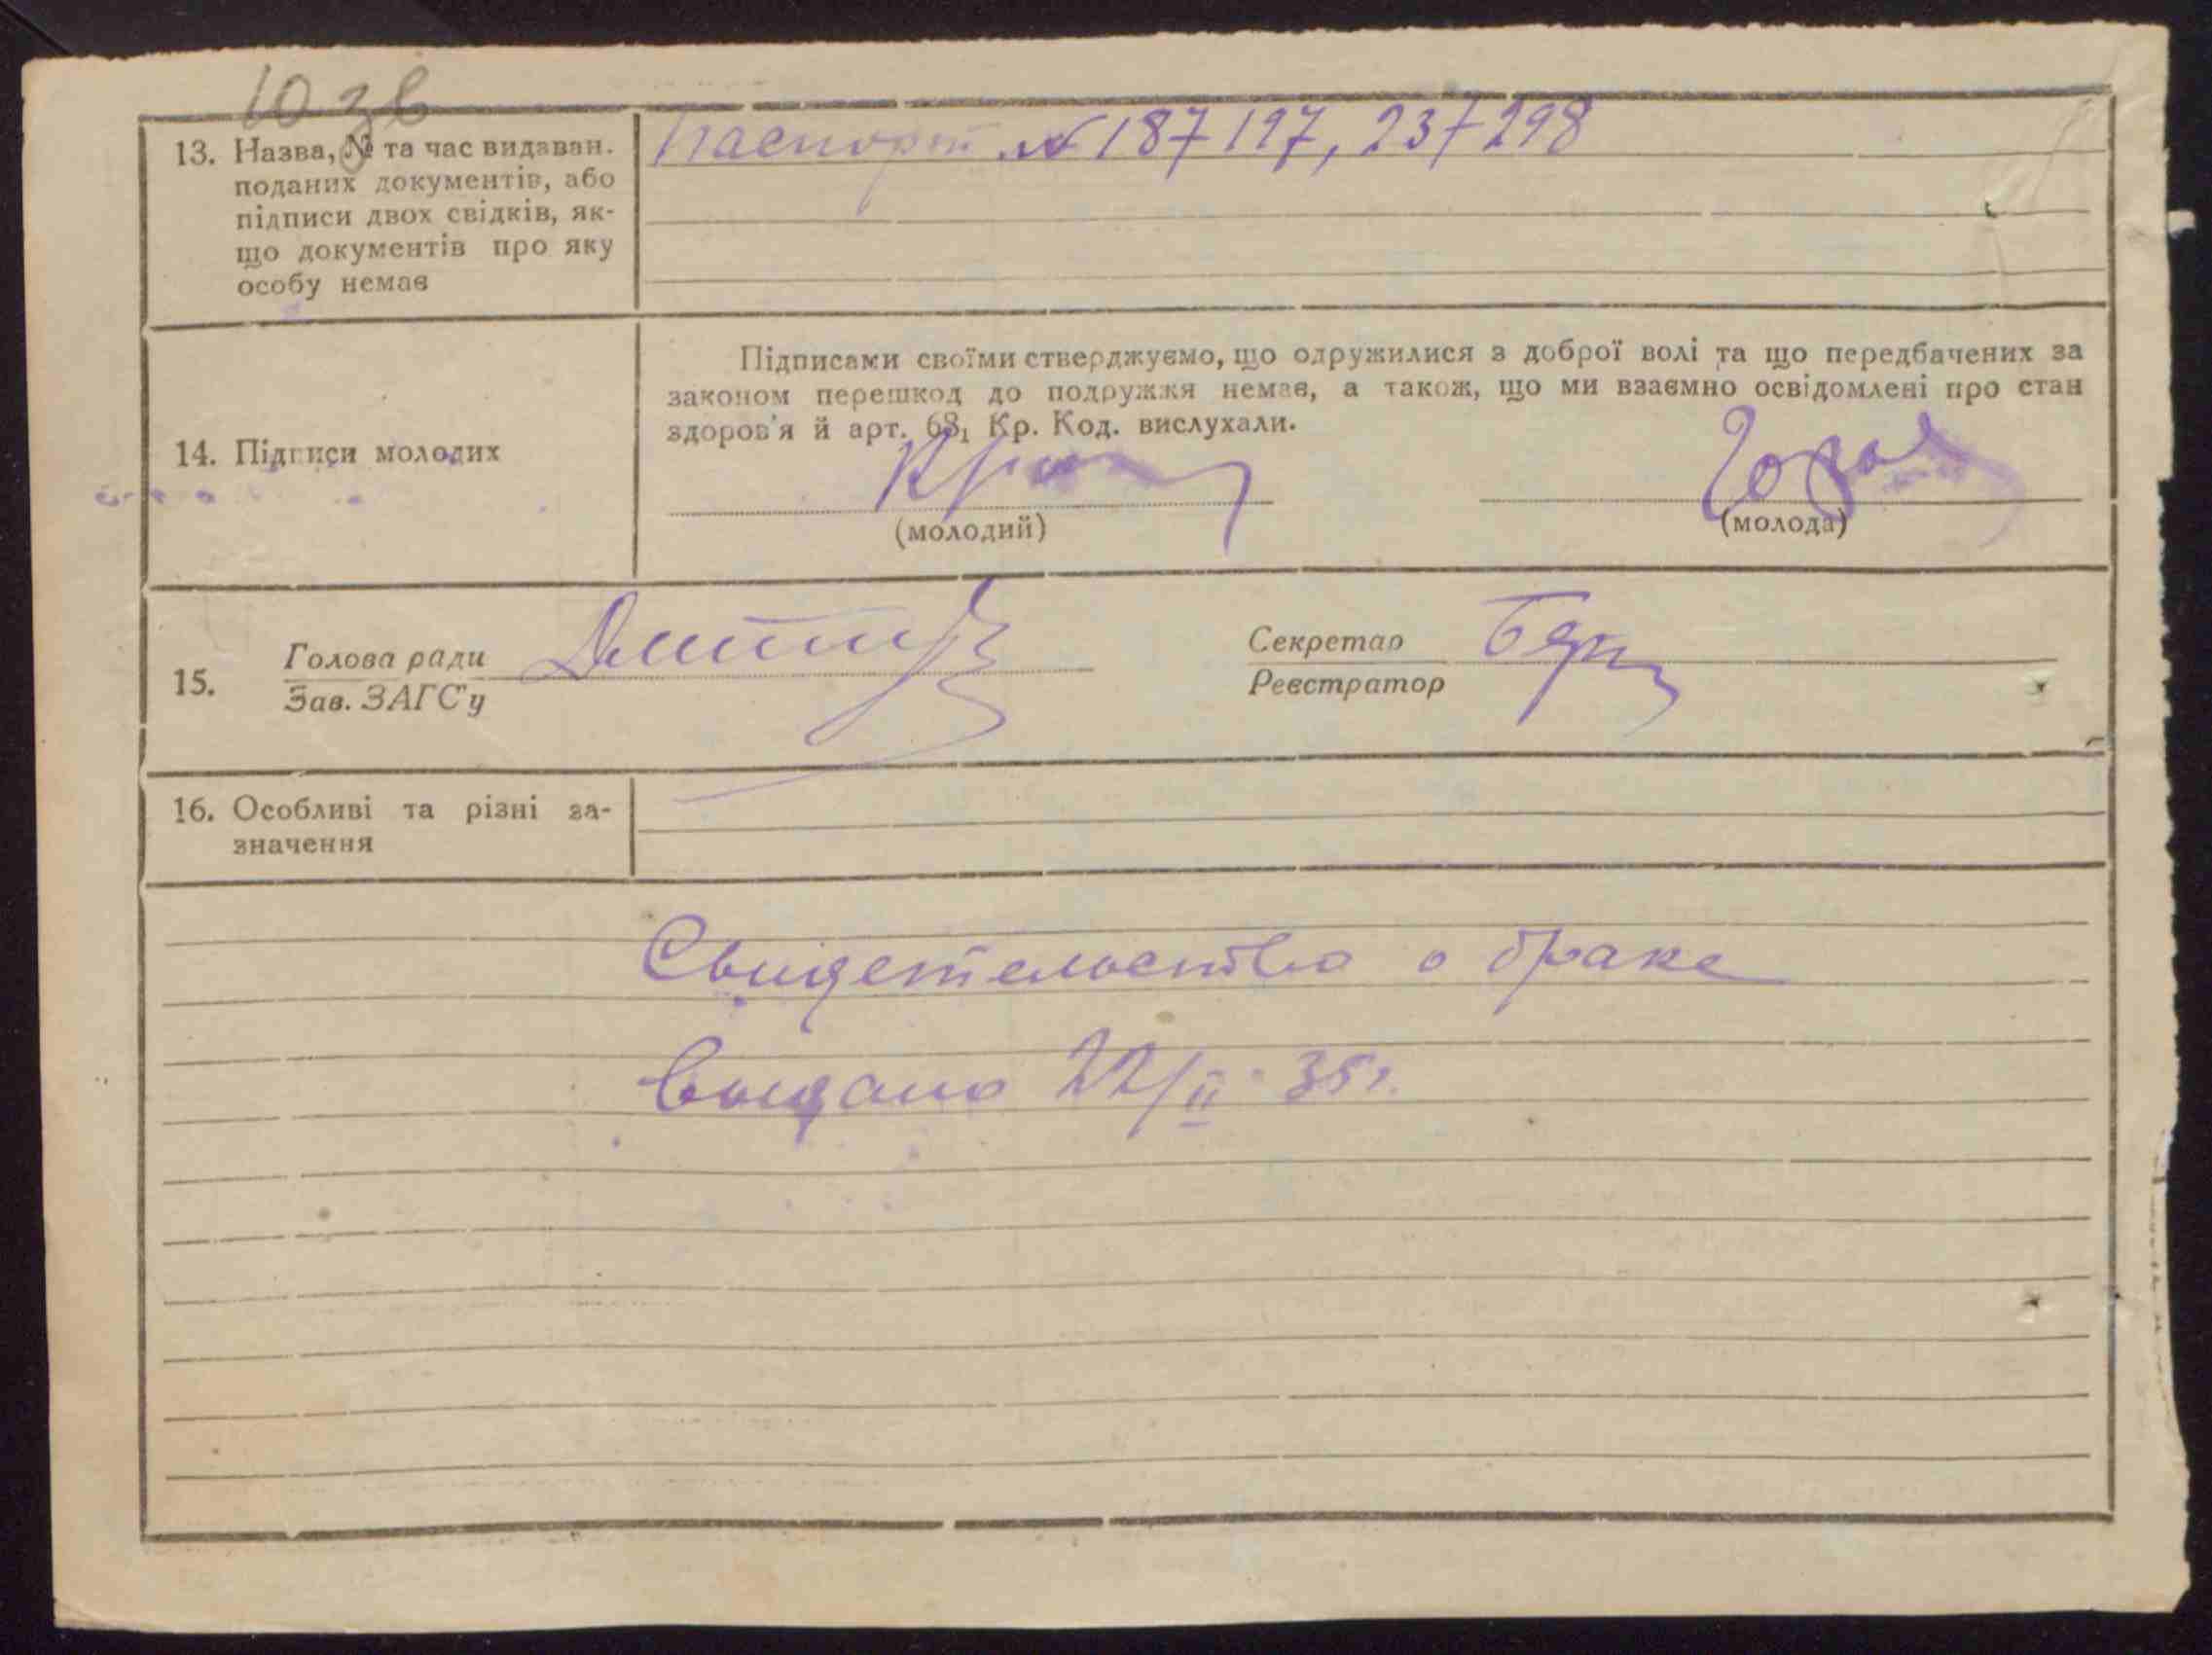 10 зв
13. Назва, № та час видаван.
поданих документів, або
підписи двох свідків, як-
що документів про яку
особу немає
Паспорт № 187197, 237298
14. Підписи молодих
Підписами своїми стверджуємо, що одружилися з доброї волі та що передбачених за
законом перешкод до подружжя немає, а також, що ми взаємно освідомлені про стан
здоров'я й арт. 68₁ Кр. Код. вислухали.
(молодий)
(молода)
15.
Голова ради
Зав. ЗАГС'у
Секретар
Реєстратор
16. Особливі та різні за-
значення
Свидетельство о браке
выдано 22/II 35 г.